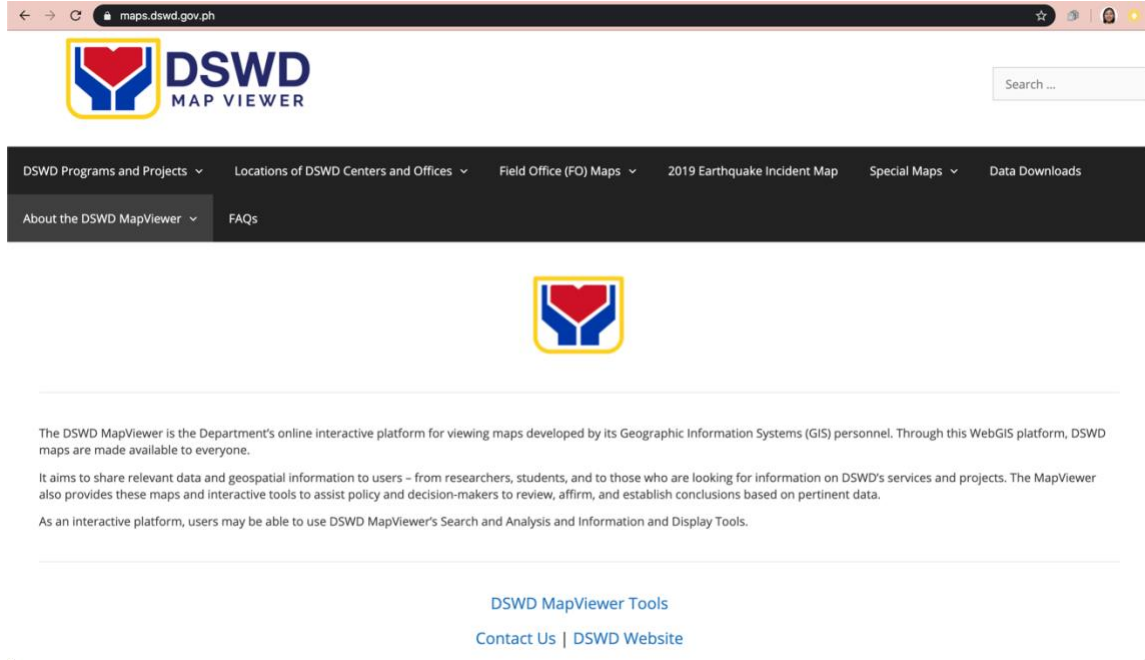 maps.dswd.gov.ph
DSWD
MAP VIEWER
Search ...
DSWD Programs and Projects
Locations of DSWD Centers and Offices
Field Office (FO) Maps
2019 Earthquake Incident Map
Special Maps
Data Downloads
About the DSWD MapViewer
FAQs
The DSWD MapViewer is the Department's online interactive platform for viewing maps developed by its Geographic Information Systems (GIS) personnel. Through this WebGIS platform, DSWD
maps are made available to everyone.
It aims to share relevant data and geospatial information to users – from researchers, students, and to those who are looking for information on DSWD's services and projects. The MapViewer
also provides these maps and interactive tools to assist policy and decision-makers to review, affirm, and establish conclusions based on pertinent data.
As an interactive platform, users may be able to use DSWD MapViewer's Search and Analysis and Information and Display Tools.
DSWD MapViewer Tools
Contact Us | DSWD Website